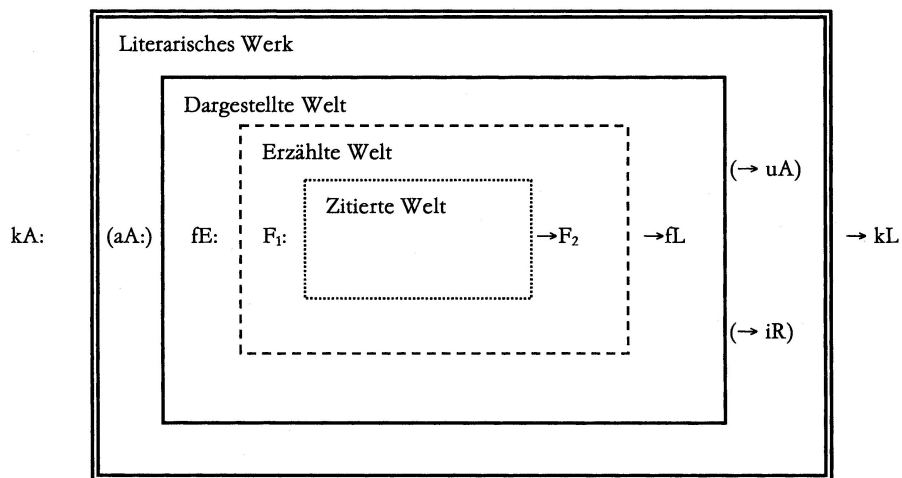 Literarisches Werk
Dargestellte Welt
Erzählte Welt
(→ uA)
Zitierte Welt
kA: (aA:) fE: F₁: →F₂ →fL → kL
(→ iR)